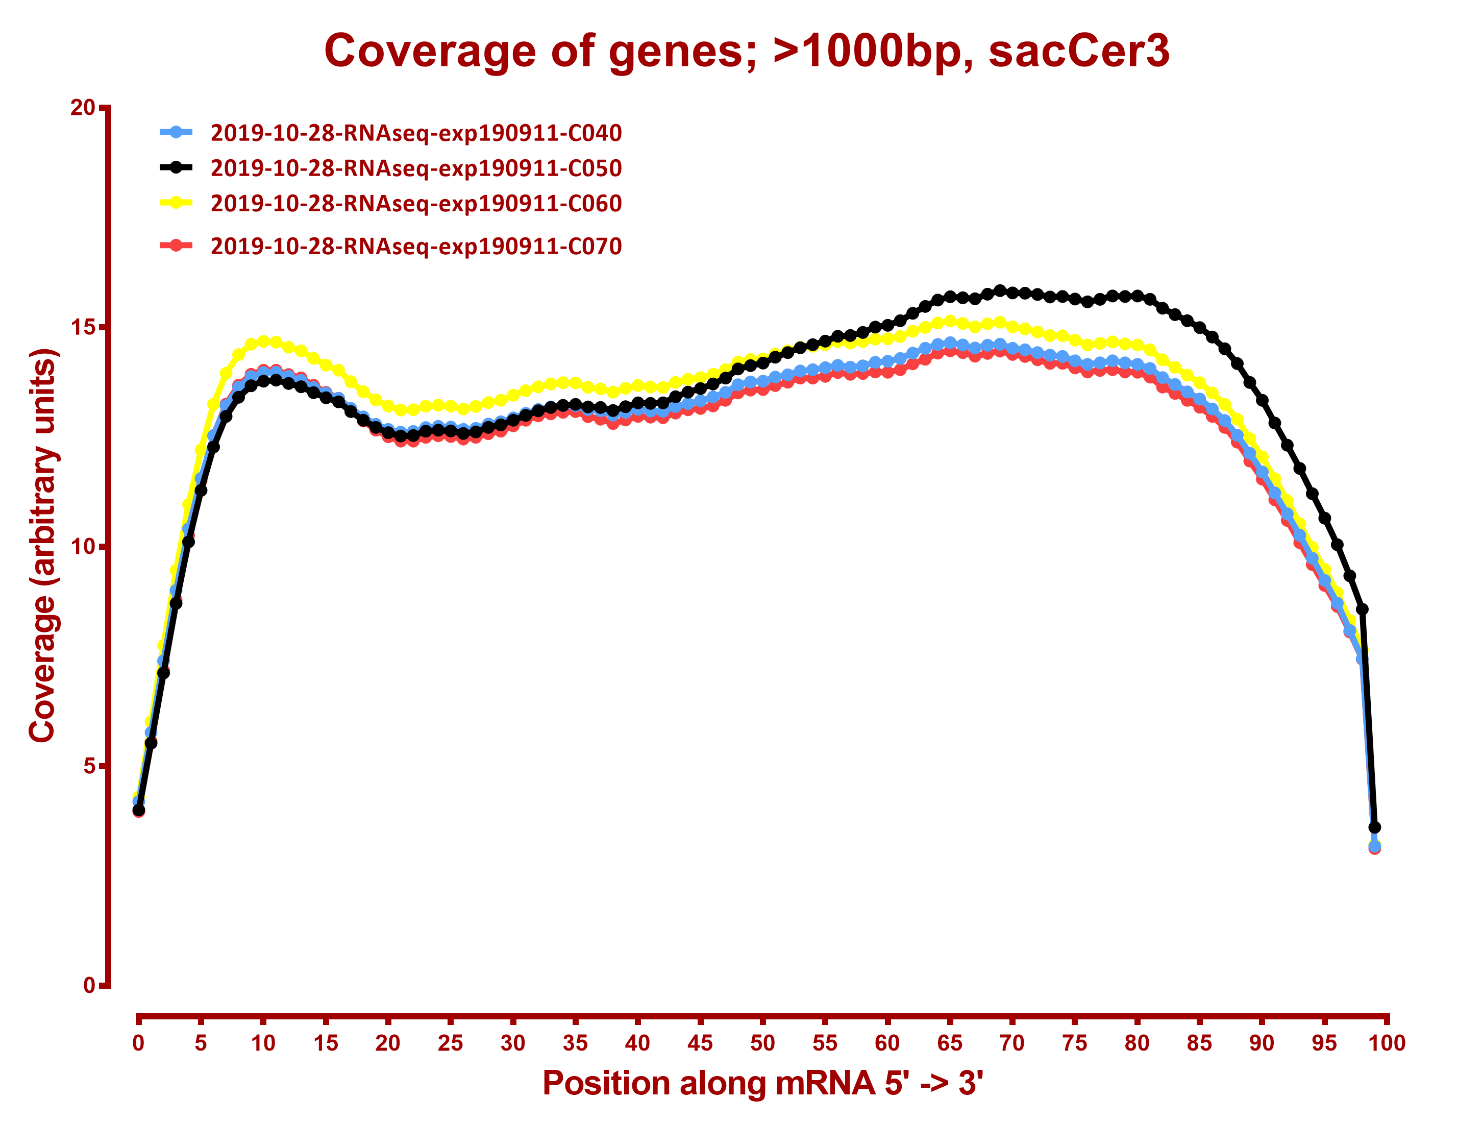 Coverage of genes; >1000bp, sacCer3
20
2019-10-28-RNAseq-exp190911-C040
2019-10-28-RNAseq-exp190911-C050
2019-10-28-RNAseq-exp190911-C060
2019-10-28-RNAseq-exp190911-C070
15
10
5
0
Coverage (arbitrary units)
0 5 10 15 20 25 30 35 40 45 50 55 60 65 70 75 80 85 90 95 100
Position along mRNA 5' -> 3'